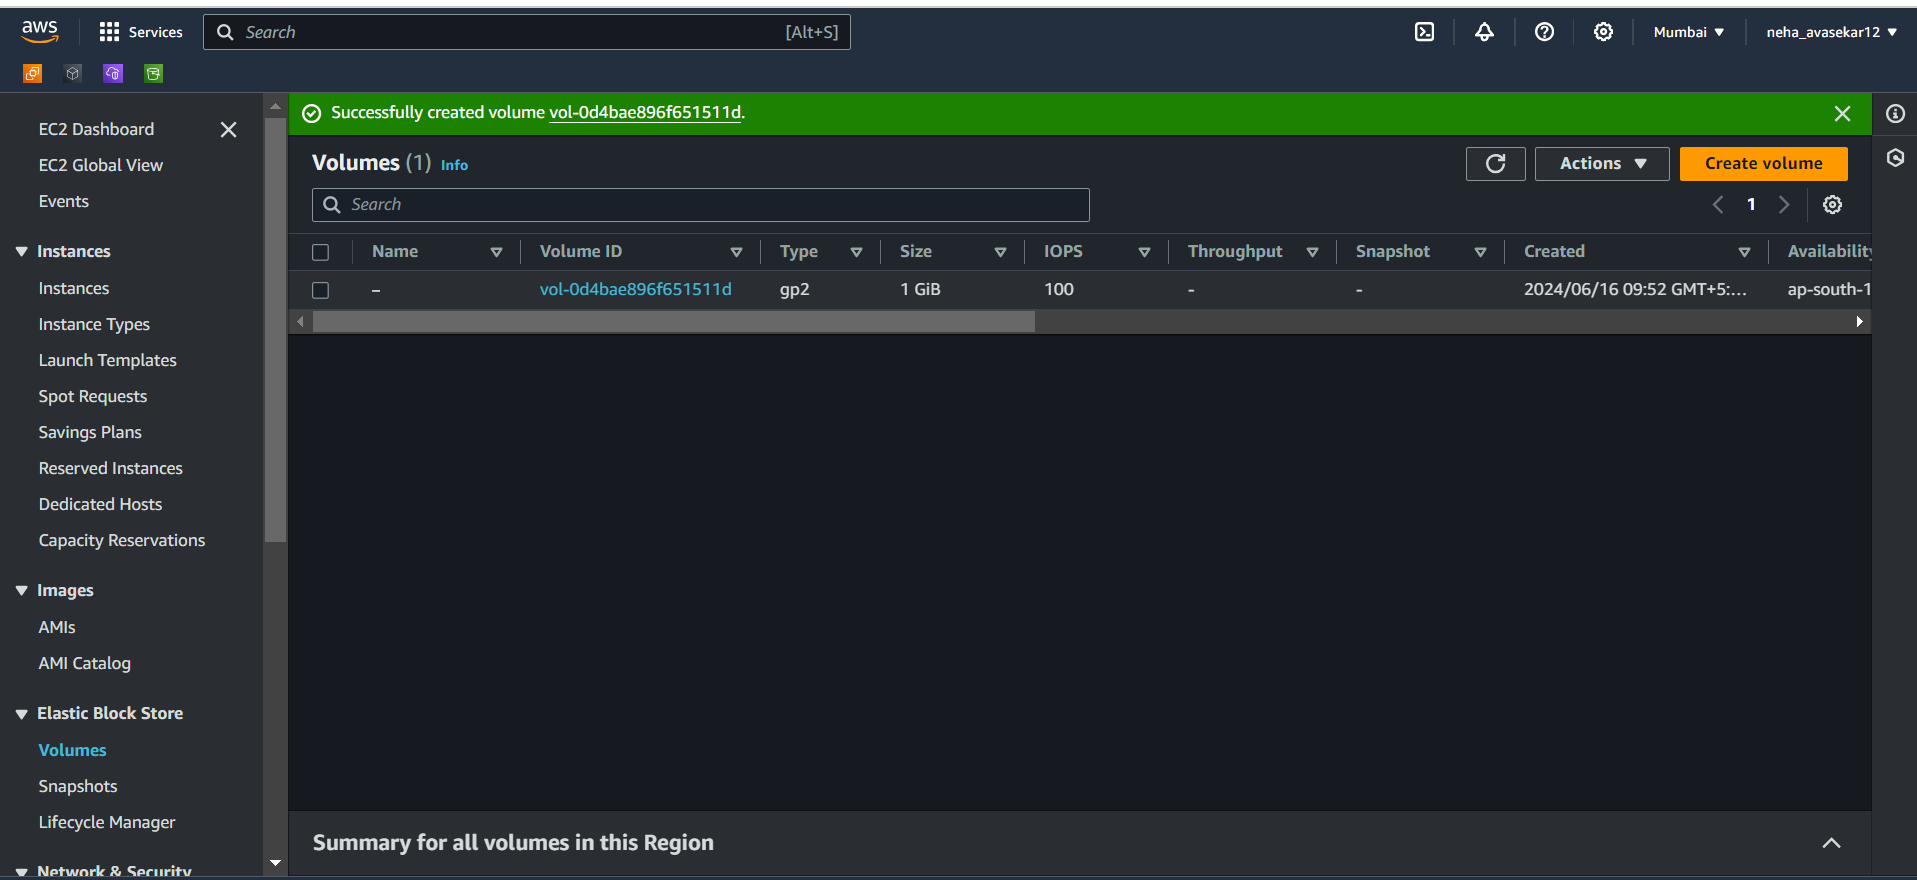 aws
Services
Search [Alt+S]
Mumbai ▼
neha_avasekar12 ▼
EC2 Dashboard
EC2 Global View
Events
Instances
Instances
Instance Types
Launch Templates
Spot Requests
Savings Plans
Reserved Instances
Dedicated Hosts
Capacity Reservations
Images
AMIs
AMI Catalog
Elastic Block Store
Volumes
Snapshots
Lifecycle Manager
Network & Security
Successfully created volume vol-0d4bae896f651511d.
Volumes (1) Info
Actions ▼
Create volume
Search
1
Name Volume ID Type Size IOPS Throughput Snapshot Created Availability
– vol-0d4bae896f651511d gp2 1 GiB 100 - - 2024/06/16 09:52 GMT+5:... ap-south-1
Summary for all volumes in this Region